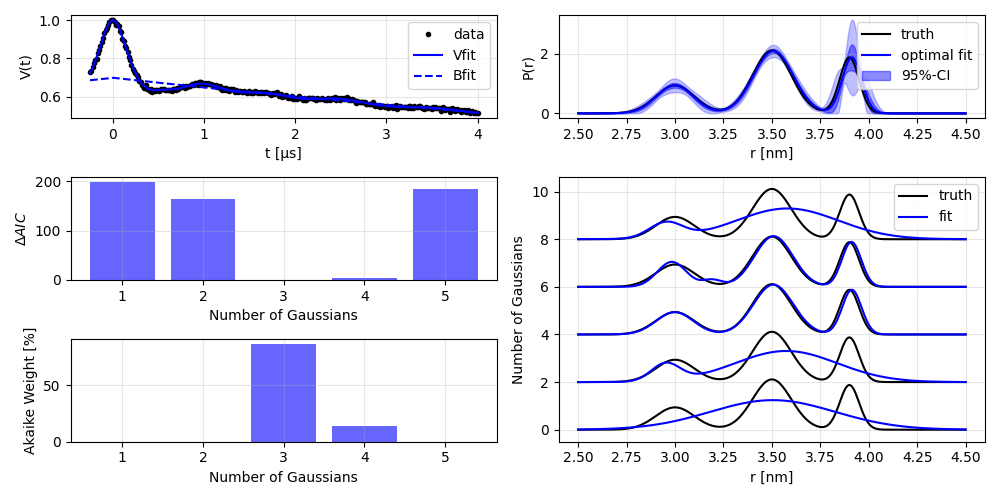 1.0
0.8
0.6
V(t)
data
Vfit
Bfit
0
1
2
3
4
t [μs]
2
0
P(r)
truth
optimal fit
95%-CI
2.50
2.75
3.00
3.25
3.50
3.75
4.00
4.25
4.50
r [nm]
200
100
0
ΔAIC
1
2
3
4
5
Number of Gaussians
50
0
Akaike Weight [%]
1
2
3
4
5
Number of Gaussians
10
8
6
4
2
0
Number of Gaussians
truth
fit
2.50
2.75
3.00
3.25
3.50
3.75
4.00
4.25
4.50
r [nm]